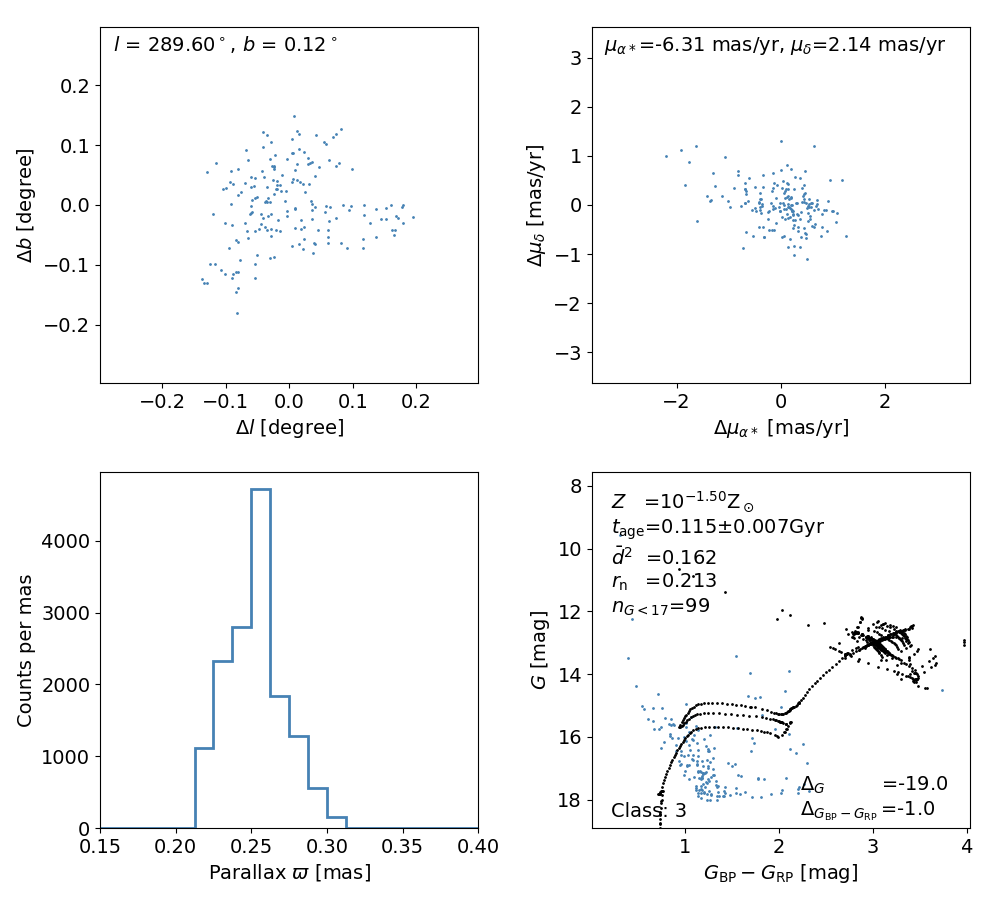 l = 289.60°, b = 0.12°
0.2
0.1
0.0
−0.1
−0.2
Δb [degree]
−0.2 −0.1 0.0 0.1 0.2
Δl [degree]
μα*=-6.31 mas/yr, μδ=2.14 mas/yr
3
2
1
0
−1
−2
−3
Δμδ [mas/yr]
−2 0 2
Δμα* [mas/yr]
4000
3000
2000
1000
0
Counts per mas
0.15 0.20 0.25 0.30 0.35 0.40
Parallax ϖ [mas]
8
10
12
14
16
18
G [mag]
Z =10^−1.50 Z⊙
tage=0.115±0.007Gyr
d̄² =0.162
rn =0.213
nG<17=99
ΔG =-19.0
ΔGBP−GRP =-1.0
Class: 3
1 2 3 4
GBP − GRP [mag]